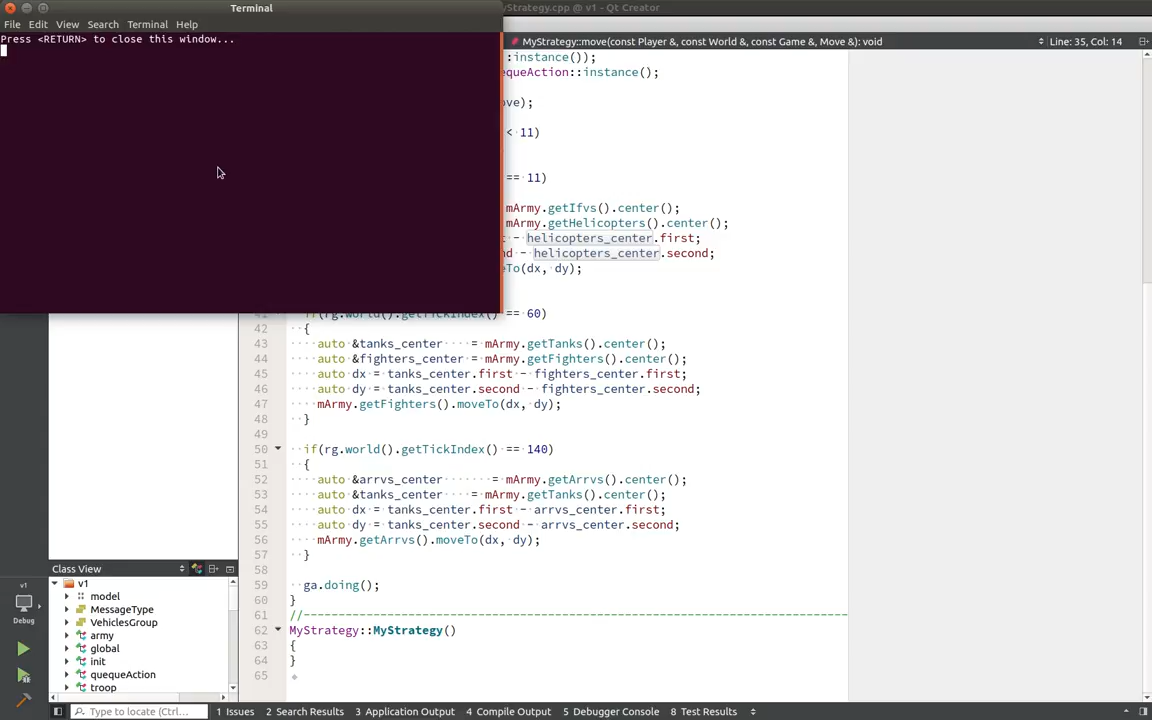 Terminal
File Edit View Search Terminal Help
Press <RETURN> to close this window...
yStrategy.cpp @ v1 - Qt Creator
MyStrategy::move(const Player &, const World &, const Game &, Move &): void
Line: 35, Col: 14
::instance());
equeAction::instance();
ove);
< 11)
== 11)
mArmy.getIfvs().center();
mArmy.getHelicopters().center();
t - helicopters_center.first;
nd - helicopters_center.second;
eTo(dx, dy);
41 if(rg.world().getTickIndex() == 60)
42 {
43 auto &tanks_center = mArmy.getTanks().center();
44 auto &fighters_center = mArmy.getFighters().center();
45 auto dx = tanks_center.first - fighters_center.first;
46 auto dy = tanks_center.second - fighters_center.second;
47 mArmy.getFighters().moveTo(dx, dy);
48 }
49
50 if(rg.world().getTickIndex() == 140)
51 {
52 auto &arrvs_center = mArmy.getArrvs().center();
53 auto &tanks_center = mArmy.getTanks().center();
54 auto dx = tanks_center.first - arrvs_center.first;
55 auto dy = tanks_center.second - arrvs_center.second;
56 mArmy.getArrvs().moveTo(dx, dy);
57 }
58
59 ga.doing();
60 }
61 //------------------------------------------------------------------------------
62 MyStrategy::MyStrategy()
63 {
64 }
65
Class View
v1
model
MessageType
VehiclesGroup
army
global
init
quequeAction
troop
v1
Debug
Type to locate (Ctrl...
1 Issues 2 Search Results 3 Application Output 4 Compile Output 5 Debugger Console 8 Test Results